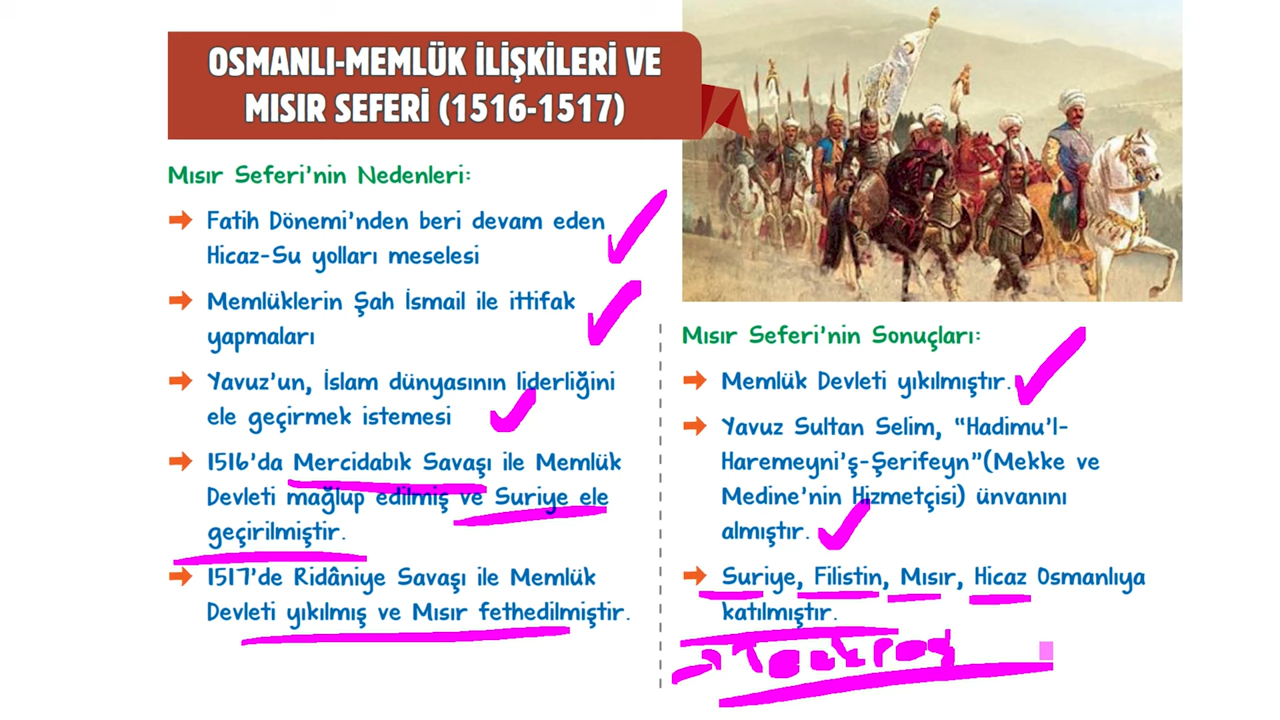 OSMANLI-MEMLÜK İLİŞKİLERİ VE
MISIR SEFERİ (1516-1517)
Mısır Seferi'nin Nedenleri:
Fatih Dönemi'nden beri devam eden
Hicaz-Su yolları meselesi
Memlüklerin Şah İsmail ile ittifak
yapmaları
Yavuz'un, İslam dünyasının liderliğini
ele geçirmek istemesi
1516'da Mercidabık Savaşı ile Memlük
Devleti mağlup edilmiş ve Suriye ele
geçirilmiştir.
1517'de Ridâniye Savaşı ile Memlük
Devleti yıkılmış ve Mısır fethedilmiştir.
Mısır Seferi'nin Sonuçları:
Memlük Devleti yıkılmıştır.
Yavuz Sultan Selim, "Hadimu'l-
Haremeyni'ş-Şerifeyn"(Mekke ve
Medine'nin Hizmetçisi) ünvanını
almıştır.
Suriye, Filistin, Mısır, Hicaz Osmanlıya
katılmıştır.